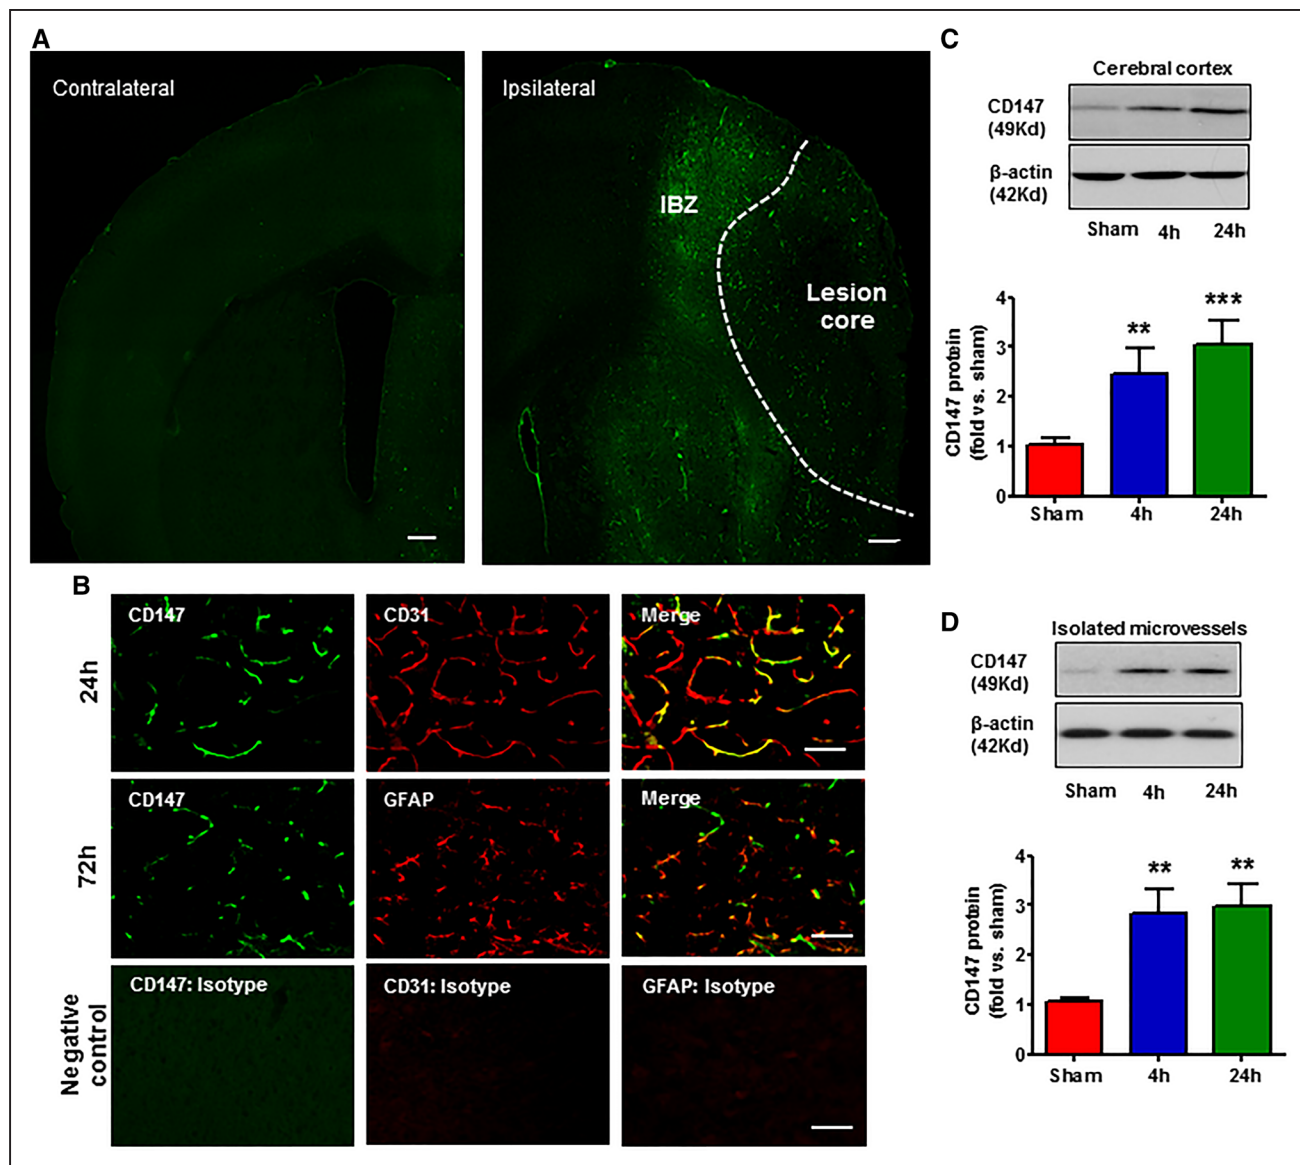 A
Contralateral
Ipsilateral
IBZ
Lesion
core
B
24h
CD147
CD31
Merge
72h
CD147
GFAP
Merge
Negative
control
CD147: Isotype
CD31: Isotype
GFAP: Isotype
C
Cerebral cortex
CD147
(49Kd)
β-actin
(42Kd)
Sham 4h 24h
CD147 protein
(fold vs. sham)
4
3
2
1
0
**
***
Sham 4h 24h
D
Isolated microvessels
CD147
(49Kd)
β-actin
(42Kd)
Sham 4h 24h
CD147 protein
(fold vs. sham)
4
3
2
1
0
**
**
Sham 4h 24h